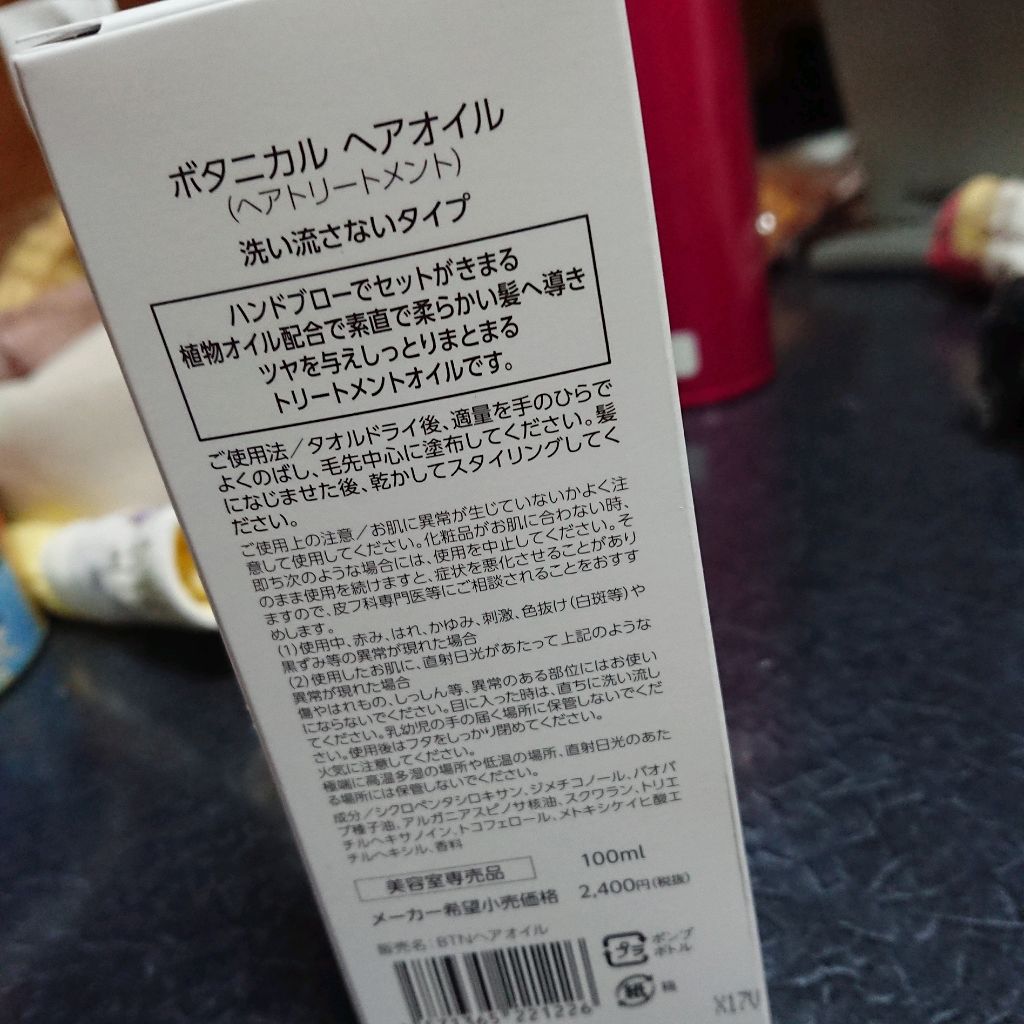 ボタニカル ヘアオイル
(ヘアトリートメント)
洗い流さないタイプ
ハンドブローでセットがきまる
植物オイル配合で素直で柔らかい髪へ導き
ツヤを与えしっとりまとまる
トリートメントオイルです。
ご使用法/タオルドライ後、適量を手のひらで
よくのばし、毛先中心に塗布してください。髪
になじませた後、乾かしてスタイリングしてく
ださい。
ご使用上の注意/お肌に異常が生じていないかよく注
意して使用してください。化粧品がお肌に合わない時、
即ち次のような場合には、使用を中止してください。そ
のまま使用を続けますと、症状を悪化させることがあり
ますので、皮フ科専門医等にご相談されることをおすす
めします。
(1)使用中、赤み、はれ、かゆみ、刺激、色抜け(白斑等)や
黒ずみ等の異常が現れた場合
(2)使用したお肌に、直射日光があたって上記のような
異常が現れた場合
傷やはれもの、しっしん等、異常のある部位にはお使い
にならないでください。目に入った時は、直ちに洗い流し
てください。乳幼児の手の届く場所に保管しないでくだ
さい。使用後はフタをしっかり閉めてください。
火気に注意してください。
極端に高温多湿の場所や低温の場所、直射日光のあた
る場所には保管しないでください。
成分/シクロペンタシロキサン、ジメチコノール、バオバ
ブ種子油、アルガニアスピノサ核油、スクワラン、トリエ
チルヘキサノイン、トコフェロール、メトキシケイヒ酸エ
チルヘキシル、香料
美容室専売品 100ml
メーカー希望小売価格 2,400円(税抜)
販売名:BTNヘアオイル
プラ ポンプ
ボトル
紙 箱
221226
X17V